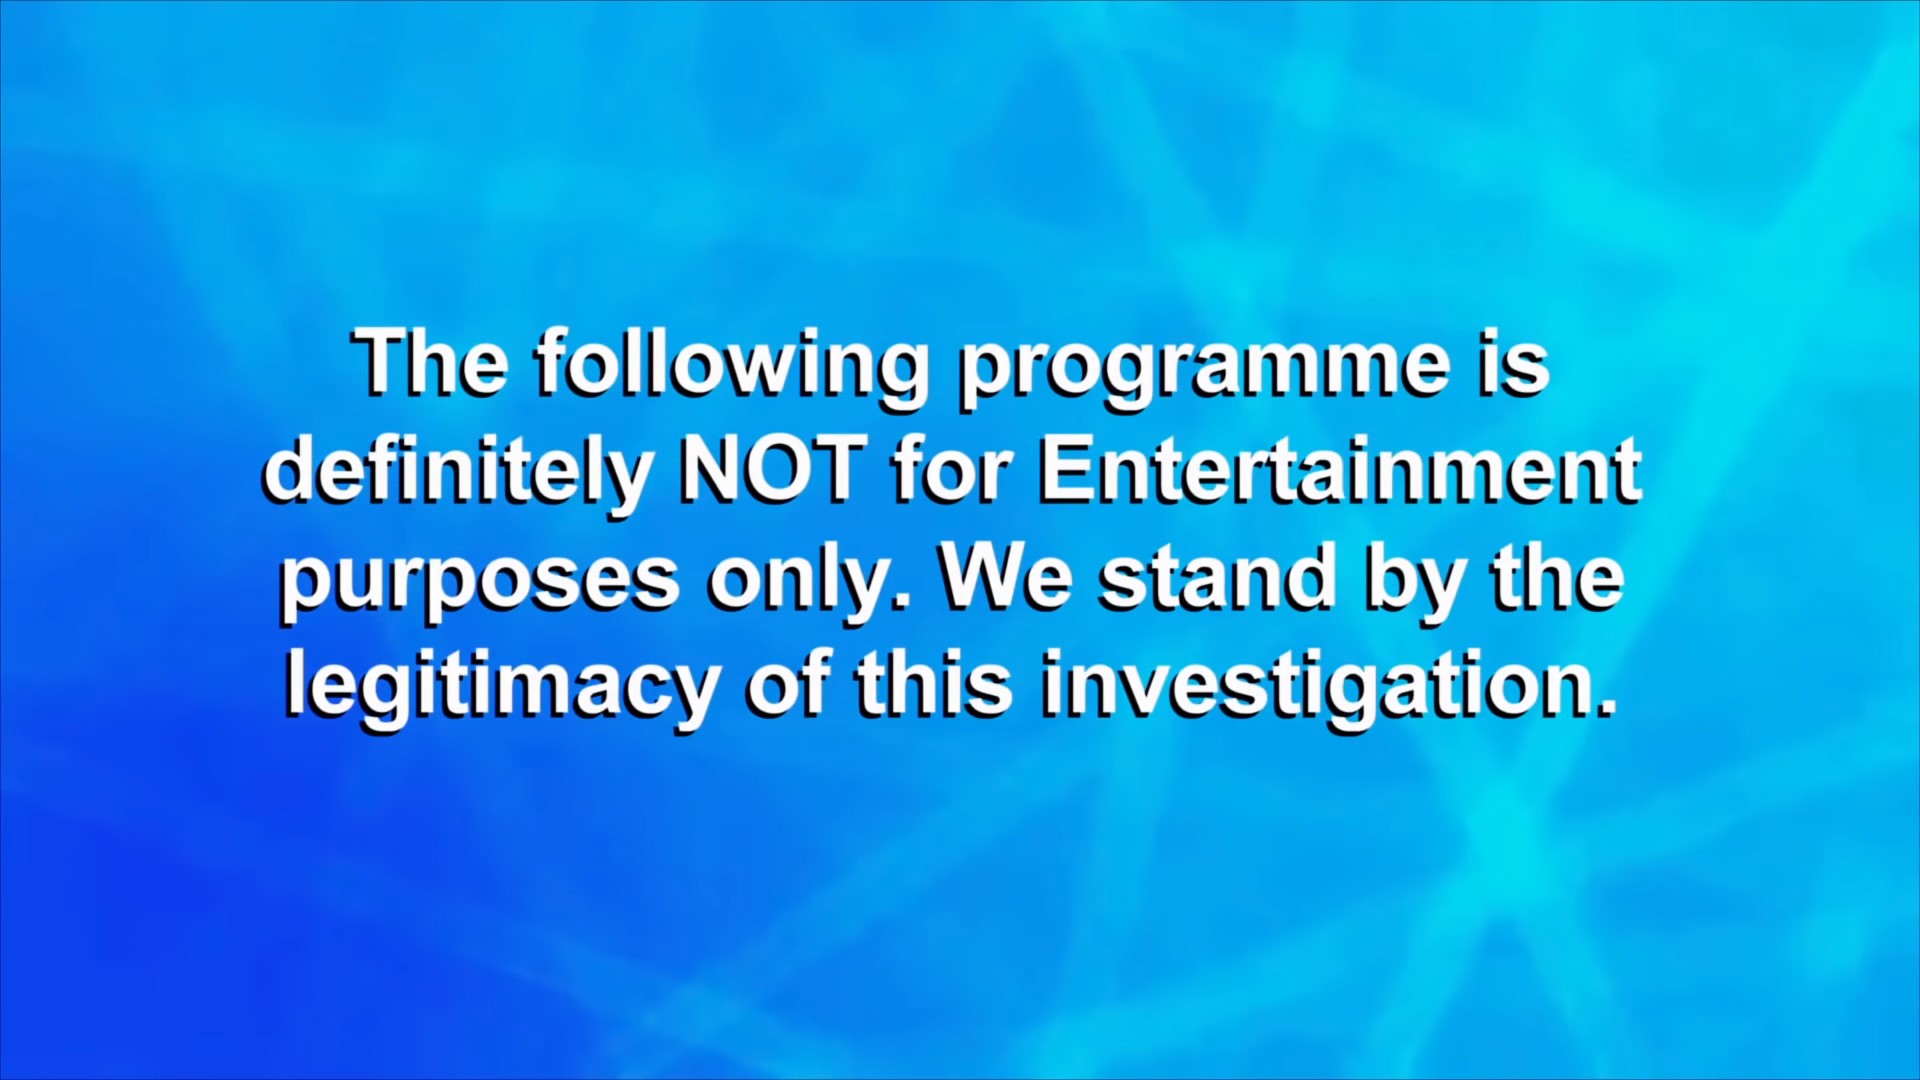 The following programme is
definitely NOT for Entertainment
purposes only. We stand by the
legitimacy of this investigation.